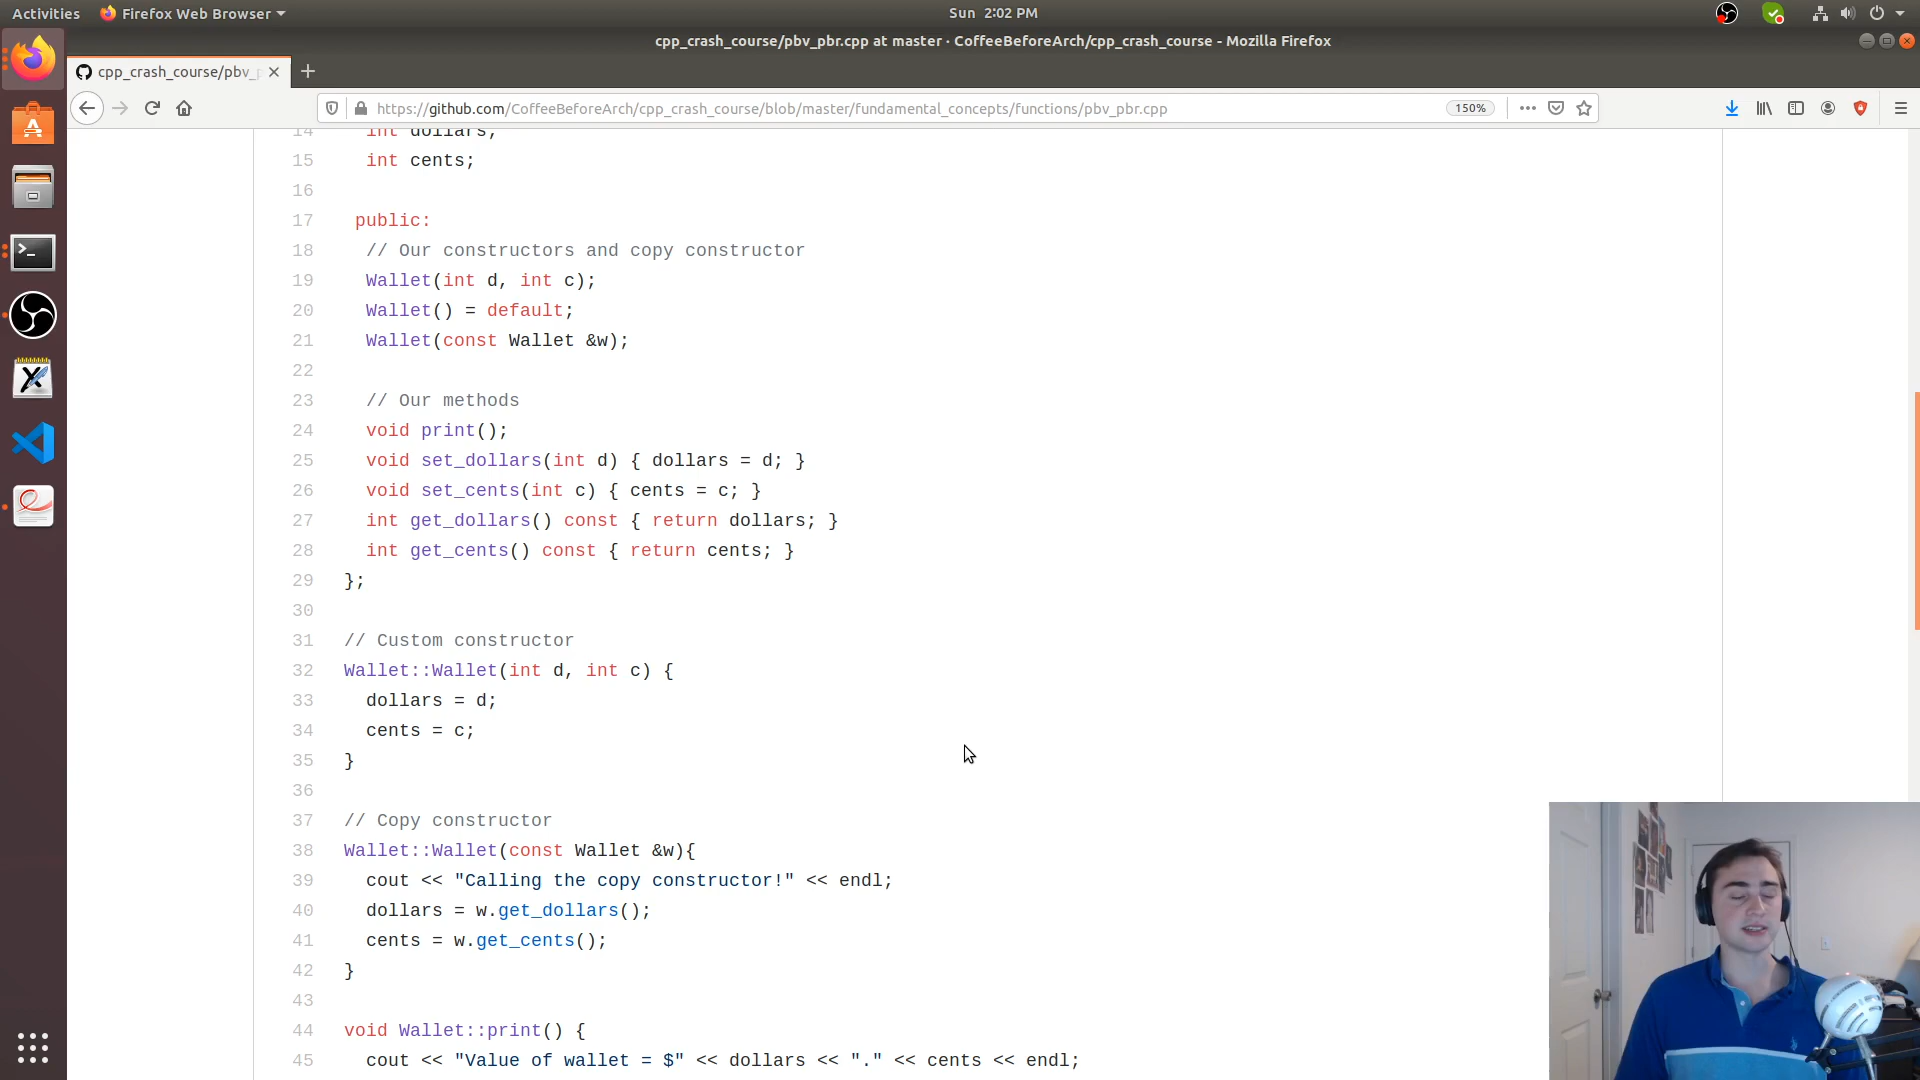 Activities
Firefox Web Browser
Sun 2:02 PM
cpp_crash_course/pbv_pbr.cpp at master · CoffeeBeforeArch/cpp_crash_course - Mozilla Firefox
cpp_crash_course/pbv_p
https://github.com/CoffeeBeforeArch/cpp_crash_course/blob/master/fundamental_concepts/functions/pbv_pbr.cpp
150%
14 int dollars;
15 int cents;
16
17 public:
18 // Our constructors and copy constructor
19 Wallet(int d, int c);
20 Wallet() = default;
21 Wallet(const Wallet &w);
22
23 // Our methods
24 void print();
25 void set_dollars(int d) { dollars = d; }
26 void set_cents(int c) { cents = c; }
27 int get_dollars() const { return dollars; }
28 int get_cents() const { return cents; }
29 };
30
31 // Custom constructor
32 Wallet::Wallet(int d, int c) {
33 dollars = d;
34 cents = c;
35 }
36
37 // Copy constructor
38 Wallet::Wallet(const Wallet &w){
39 cout << "Calling the copy constructor!" << endl;
40 dollars = w.get_dollars();
41 cents = w.get_cents();
42 }
43
44 void Wallet::print() {
45 cout << "Value of wallet = $" << dollars << "." << cents << endl;